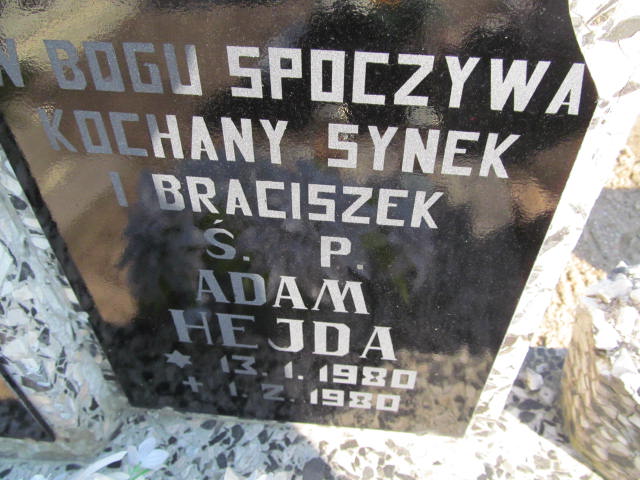 W BOGU SPOCZYWA
KOCHANY SYNEK
I BRACISZEK
Ś. P.
ADAM
HEJDA
* 13.1.1980
+ 1.2.1980